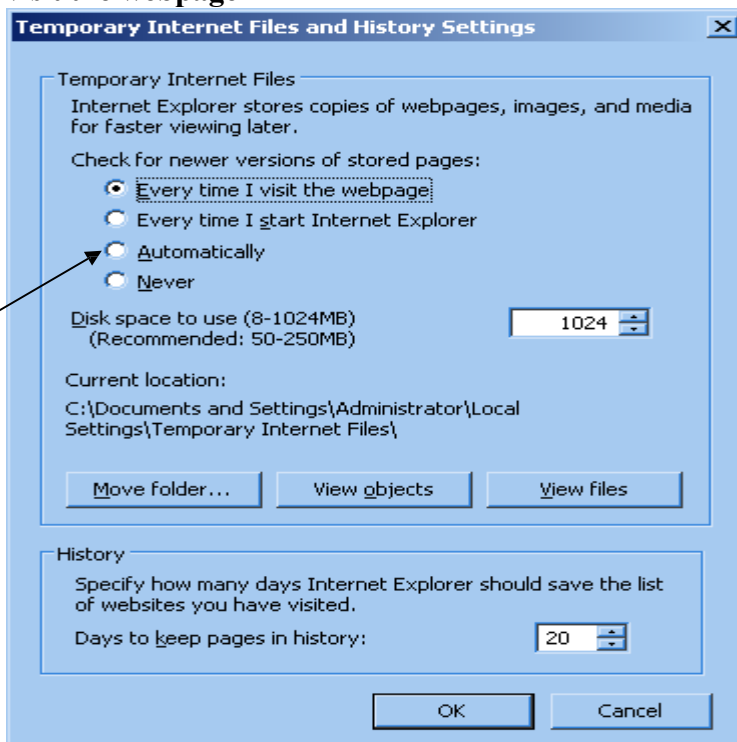 Temporary Internet Files and History Settings
Temporary Internet Files
Internet Explorer stores copies of webpages, images, and media
for faster viewing later.
Check for newer versions of stored pages:
Every time I visit the webpage
Every time I start Internet Explorer
Automatically
Never
Disk space to use (8-1024MB)
(Recommended: 50-250MB)
1024
Current location:
C:\Documents and Settings\Administrator\Local
Settings\Temporary Internet Files\
Move folder... View objects View files
History
Specify how many days Internet Explorer should save the list
of websites you have visited.
Days to keep pages in history: 20
OK Cancel